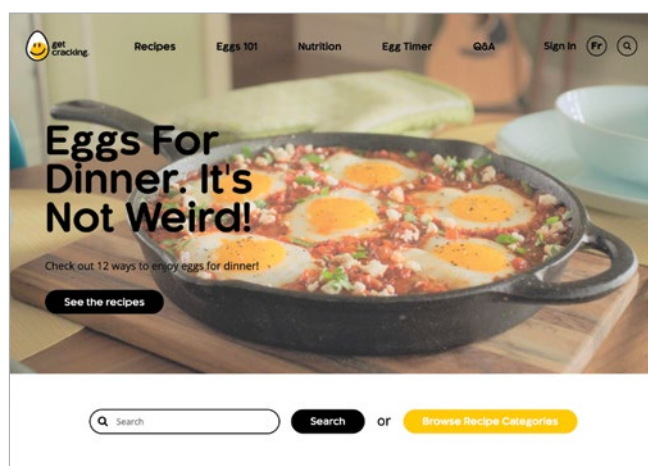 get
cracking.
Recipes
Eggs 101
Nutrition
Egg Timer
Q&A
Sign In
Fr
Eggs For
Dinner. It's
Not Weird!
Check out 12 ways to enjoy eggs for dinner!
See the recipes
Search
Search
or
Browse Recipe Categories